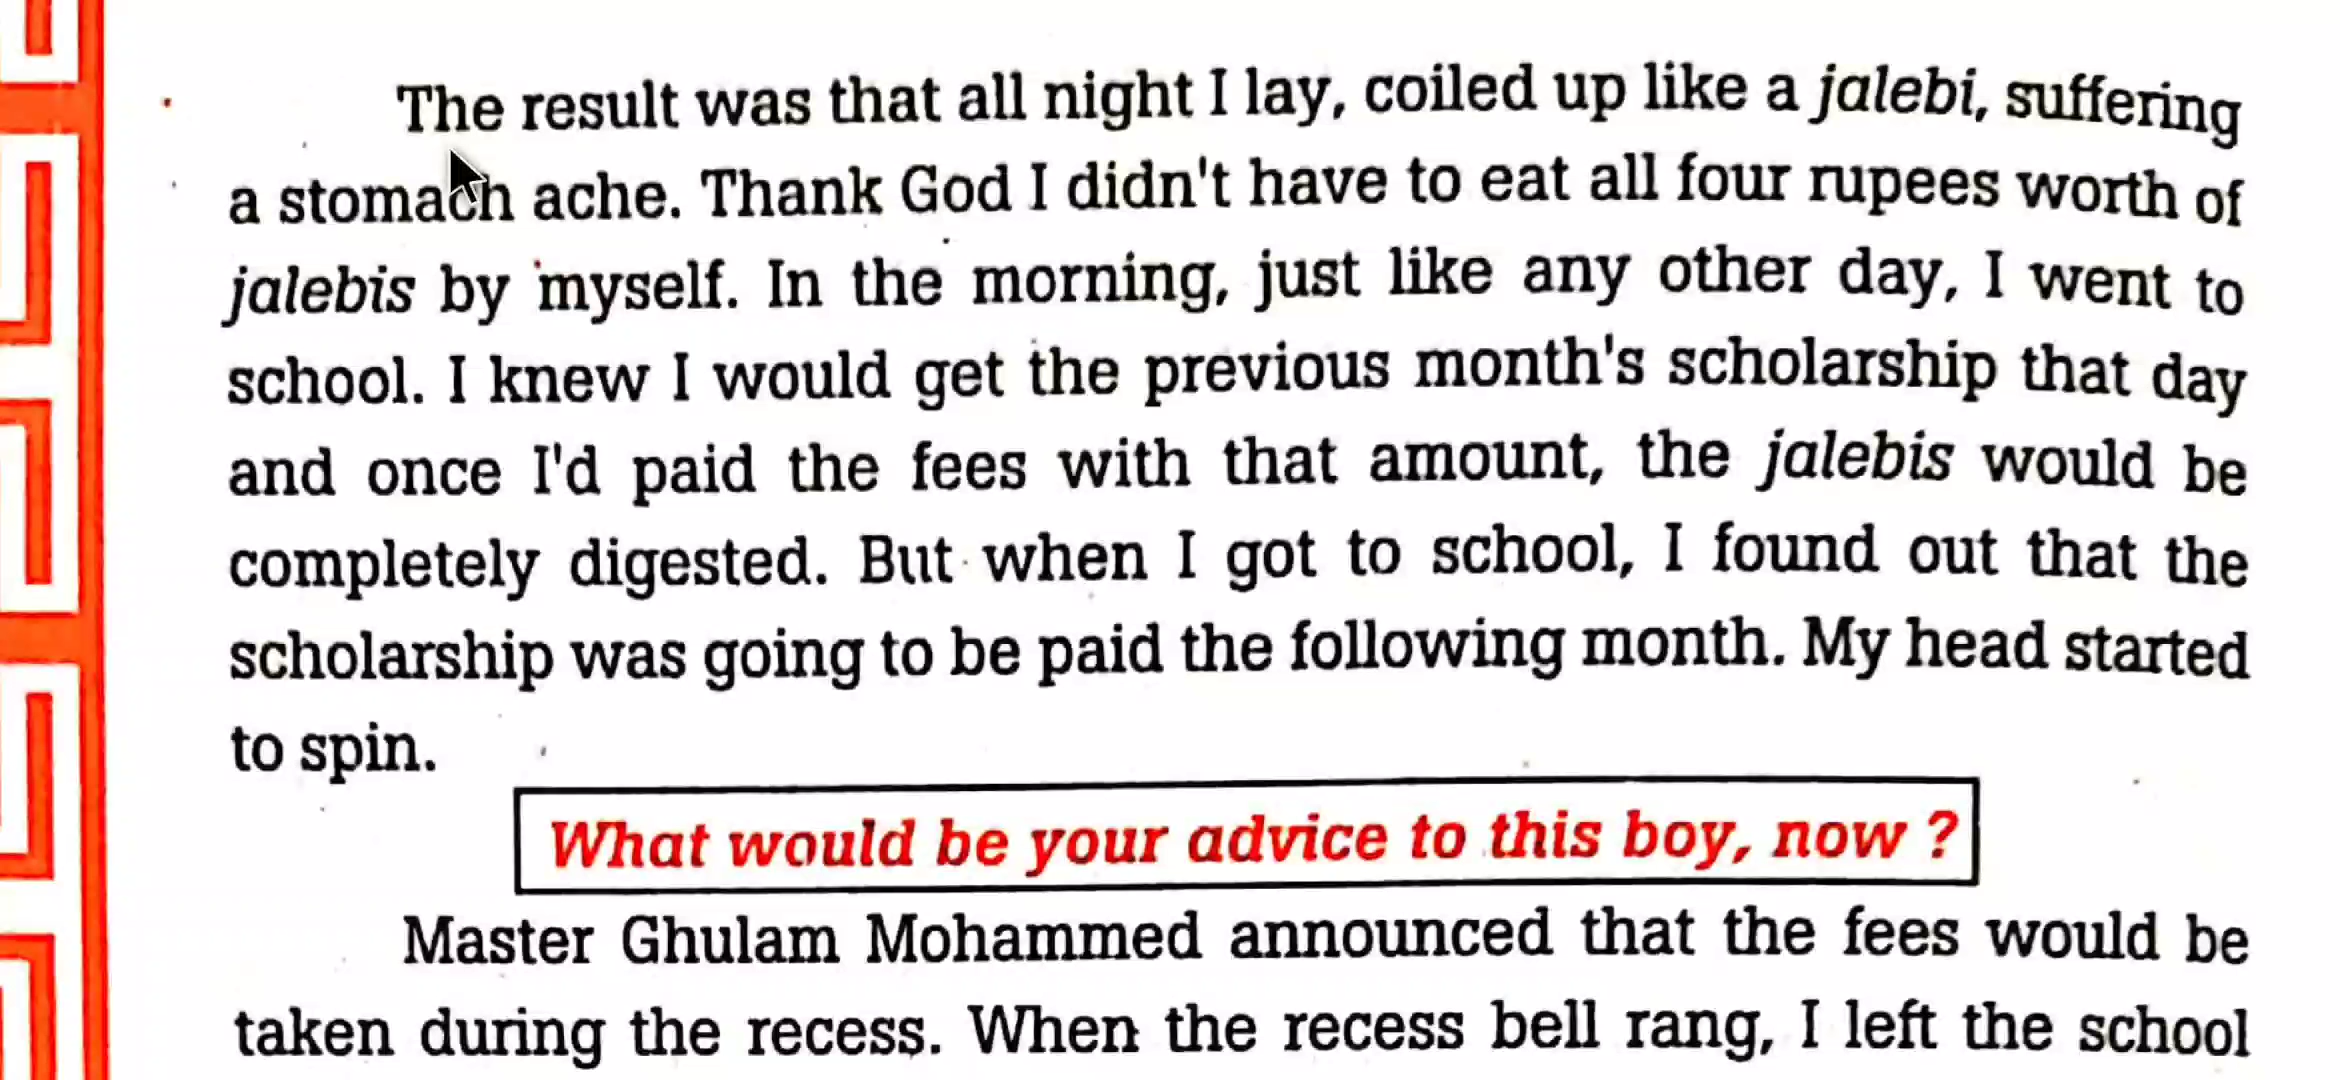 The result was that all night I lay, coiled up like a jalebi, suffering
a stomach ache. Thank God I didn't have to eat all four rupees worth of
jalebis by myself. In the morning, just like any other day, I went to
school. I knew I would get the previous month's scholarship that day
and once I'd paid the fees with that amount, the jalebis would be
completely digested. But when I got to school, I found out that the
scholarship was going to be paid the following month. My head started
to spin.
What would be your advice to this boy, now ?
Master Ghulam Mohammed announced that the fees would be
taken during the recess. When the recess bell rang, I left the school